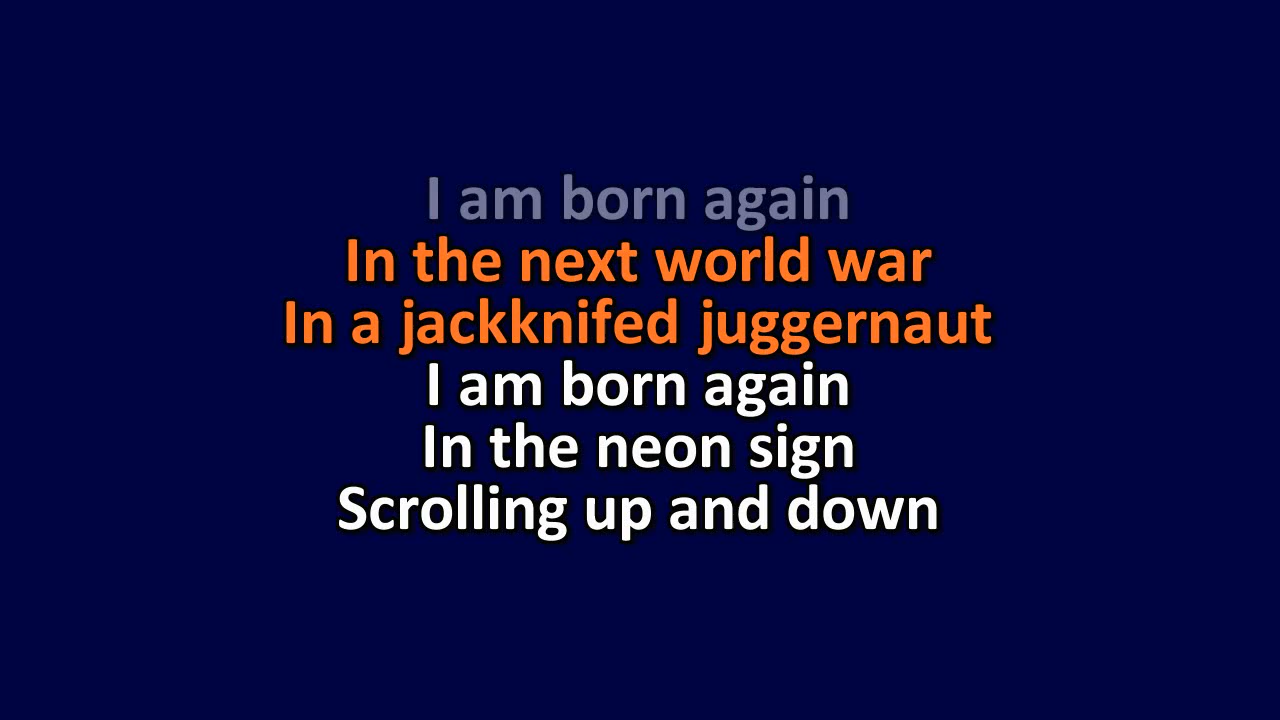 I am born again
In the next world war
In a jackknifed juggernaut
I am born again
In the neon sign
Scrolling up and down